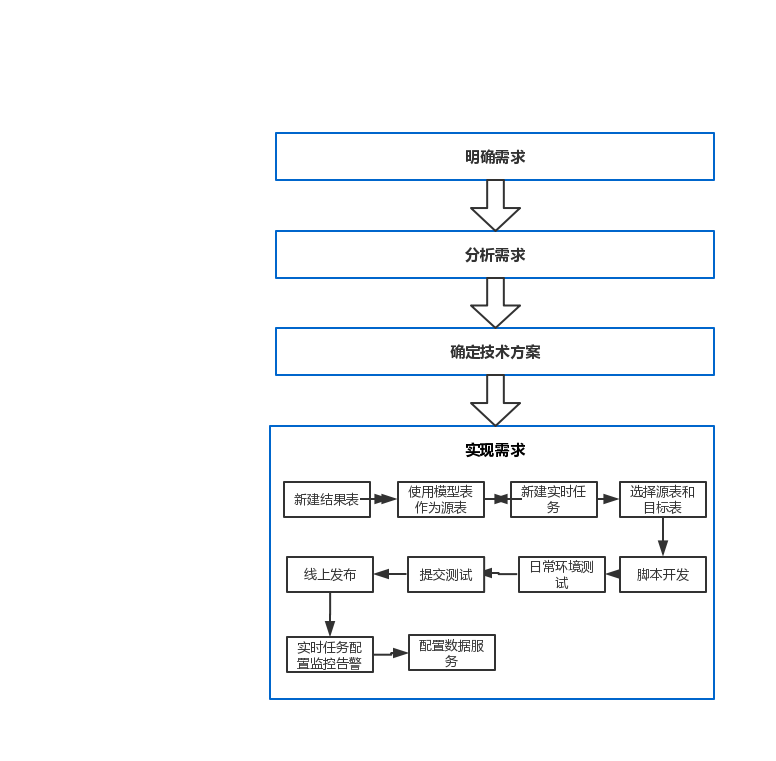 明确需求
分析需求
确定技术方案
实现需求
新建结果表
使用模型表
作为源表
新建实时任
务
选择源表和
目标表
线上发布
提交测试
日常环境测
试
脚本开发
实时任务配
置监控告警
配置数据服
务